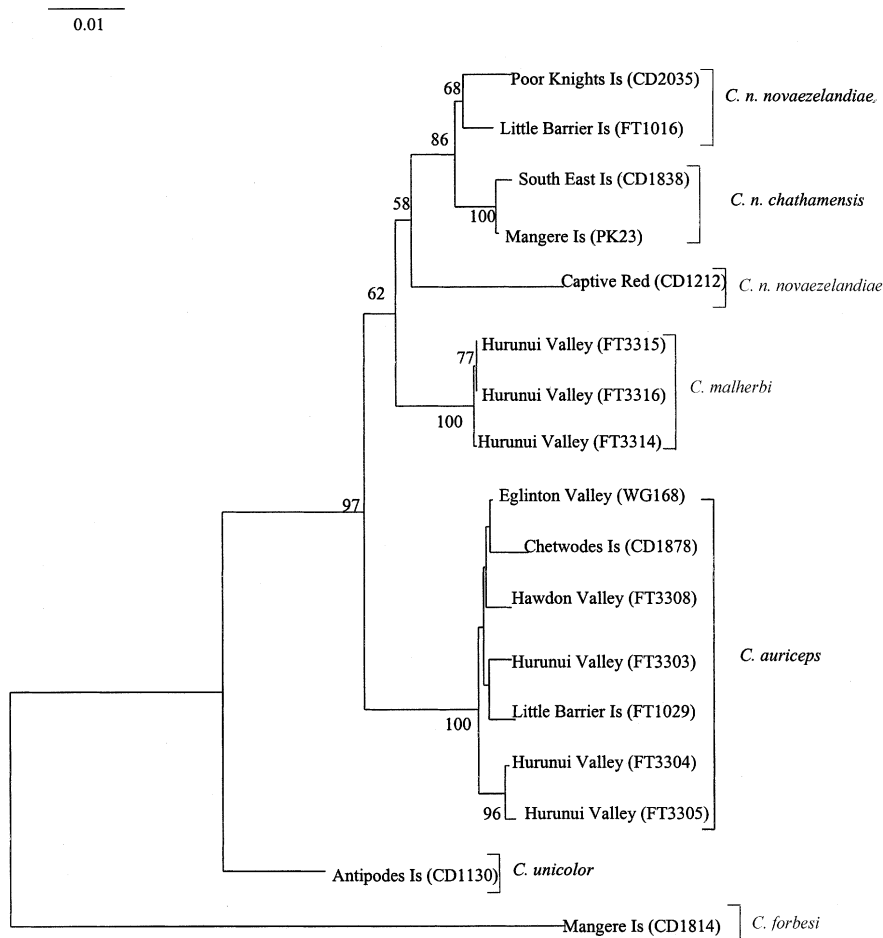 0.01
68
Poor Knights Is (CD2035)
C. n. novaezelandiae
Little Barrier Is (FT1016)
86
South East Is (CD1838)
C. n. chathamensis
58
100
Mangere Is (PK23)
Captive Red (CD1212)
C. n. novaezelandiae
62
Hurunui Valley (FT3315)
77
C. malherbi
Hurunui Valley (FT3316)
100
Hurunui Valley (FT3314)
97
Eglinton Valley (WG168)
Chetwodes Is (CD1878)
Hawdon Valley (FT3308)
C. auriceps
Hurunui Valley (FT3303)
Little Barrier Is (FT1029)
100
Hurunui Valley (FT3304)
96
Hurunui Valley (FT3305)
Antipodes Is (CD1130)
C. unicolor
Mangere Is (CD1814)
C. forbesi